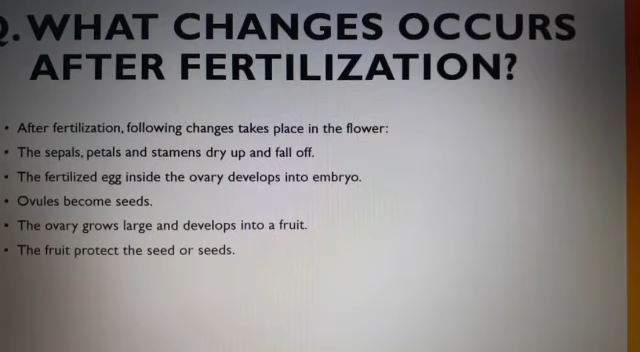 Q. WHAT CHANGES OCCURS
AFTER FERTILIZATION?
• After fertilization, following changes takes place in the flower:
• The sepals, petals and stamens dry up and fall off.
• The fertilized egg inside the ovary develops into embryo.
• Ovules become seeds.
• The ovary grows large and develops into a fruit.
• The fruit protect the seed or seeds.